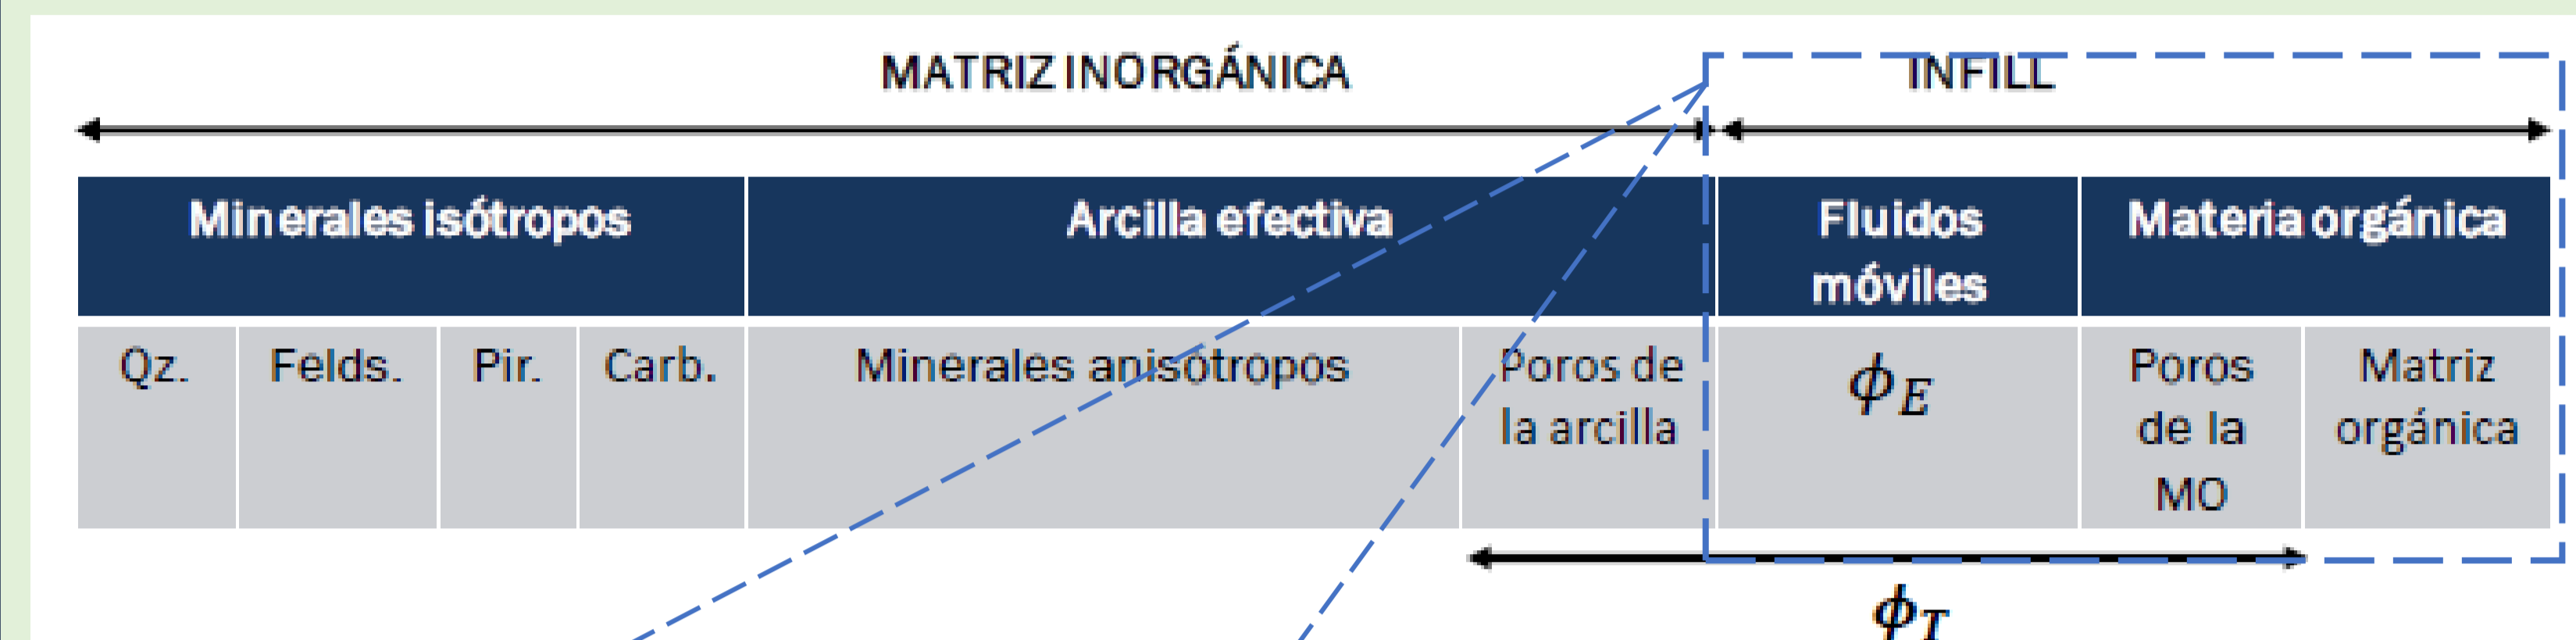 MATRIZ INORGÁNICA
INFILL
Minerales isótropos
Arcilla efectiva
Fluidos
móviles
Materia orgánica
Qz.
Felds.
Pir.
Carb.
Minerales anisótropos
Poros de
la arcilla
ϕE
Poros
de la
MO
Matriz
orgánica
ϕT